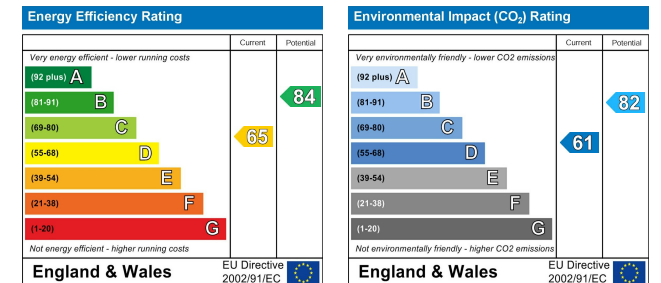 Energy Efficiency Rating
Current Potential
Very energy efficient - lower running costs
(92 plus) A
(81-91) B
(69-80) C
(55-68) D
(39-54) E
(21-38) F
(1-20) G
65
84
Not energy efficient - higher running costs
England & Wales
EU Directive
2002/91/EC
Environmental Impact (CO₂) Rating
Current Potential
Very environmentally friendly - lower CO2 emissions
(92 plus) A
(81-91) B
(69-80) C
(55-68) D
(39-54) E
(21-38) F
(1-20) G
61
82
Not environmentally friendly - higher CO2 emissions
England & Wales
EU Directive
2002/91/EC